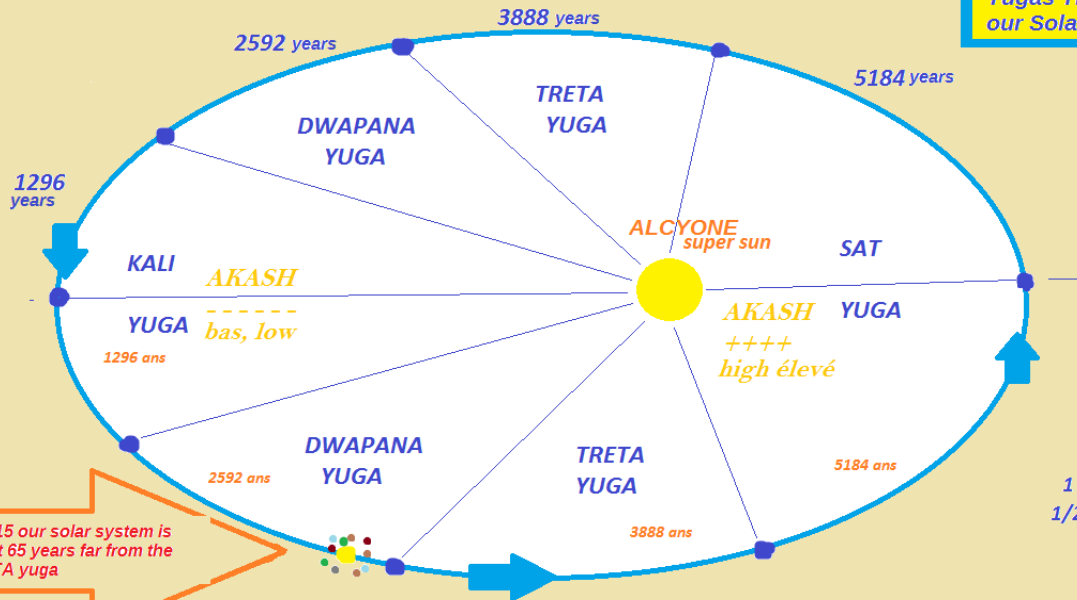 Yugas
our Sola
3888 years
2592 years
5184 years
TRETA
YUGA
DWAPANA
YUGA
1296
years
ALCYONE
super sun
KALI
AKASH
- - - - - -
bas, low
YUGA
1296 ans
SAT
YUGA
AKASH
++++
high élevé
DWAPANA
YUGA
2592 ans
TRETA
YUGA
3888 ans
5184 ans
1
1/2
15 our solar system is
t 65 years far from the
TA yuga